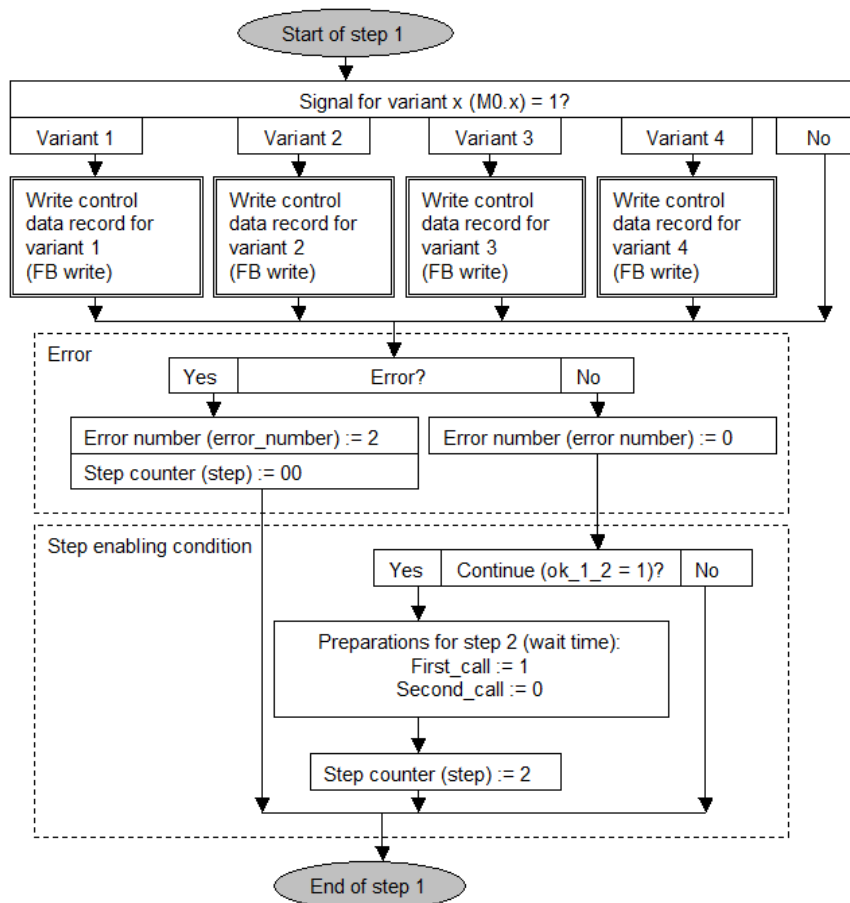 Start of step 1
Signal for variant x (M0.x) = 1?
Variant 1
Variant 2
Variant 3
Variant 4
No
Write control
data record for
variant 1
(FB write)
Write control
data record for
variant 2
(FB write)
Write control
data record for
variant 3
(FB write)
Write control
data record for
variant 4
(FB write)
Error
Yes
Error?
No
Error number (error_number) := 2
Step counter (step) := 00
Error number (error number) := 0
Step enabling condition
Yes
Continue (ok_1_2 = 1)?
No
Preparations for step 2 (wait time):
First_call := 1
Second_call := 0
Step counter (step) := 2
End of step 1